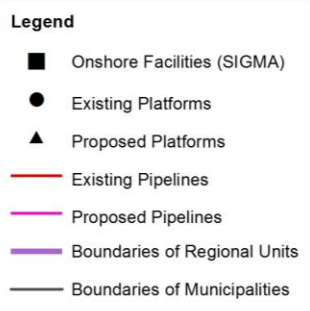 Legend
Onshore Facilities (SIGMA)
Existing Platforms
Proposed Platforms
Existing Pipelines
Proposed Pipelines
Boundaries of Regional Units
Boundaries of Municipalities